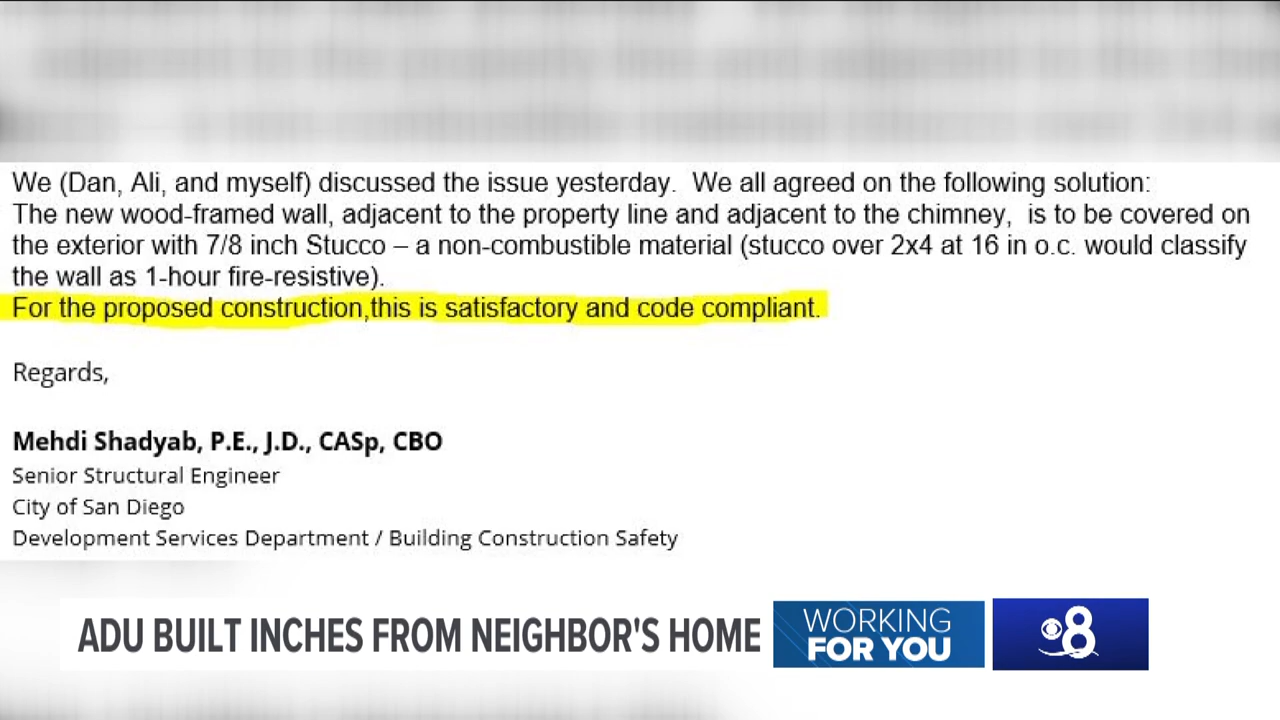 We (Dan, Ali, and myself) discussed the issue yesterday.  We all agreed on the following solution:
The new wood-framed wall, adjacent to the property line and adjacent to the chimney,  is to be covered on
the exterior with 7/8 inch Stucco – a non-combustible material (stucco over 2x4 at 16 in o.c. would classify
the wall as 1-hour fire-resistive).
For the proposed construction,this is satisfactory and code compliant.
Regards,
Mehdi Shadyab, P.E., J.D., CASp, CBO
Senior Structural Engineer
City of San Diego
Development Services Department / Building Construction Safety
ADU BUILT INCHES FROM NEIGHBOR'S HOME
WORKING
FOR YOU
8